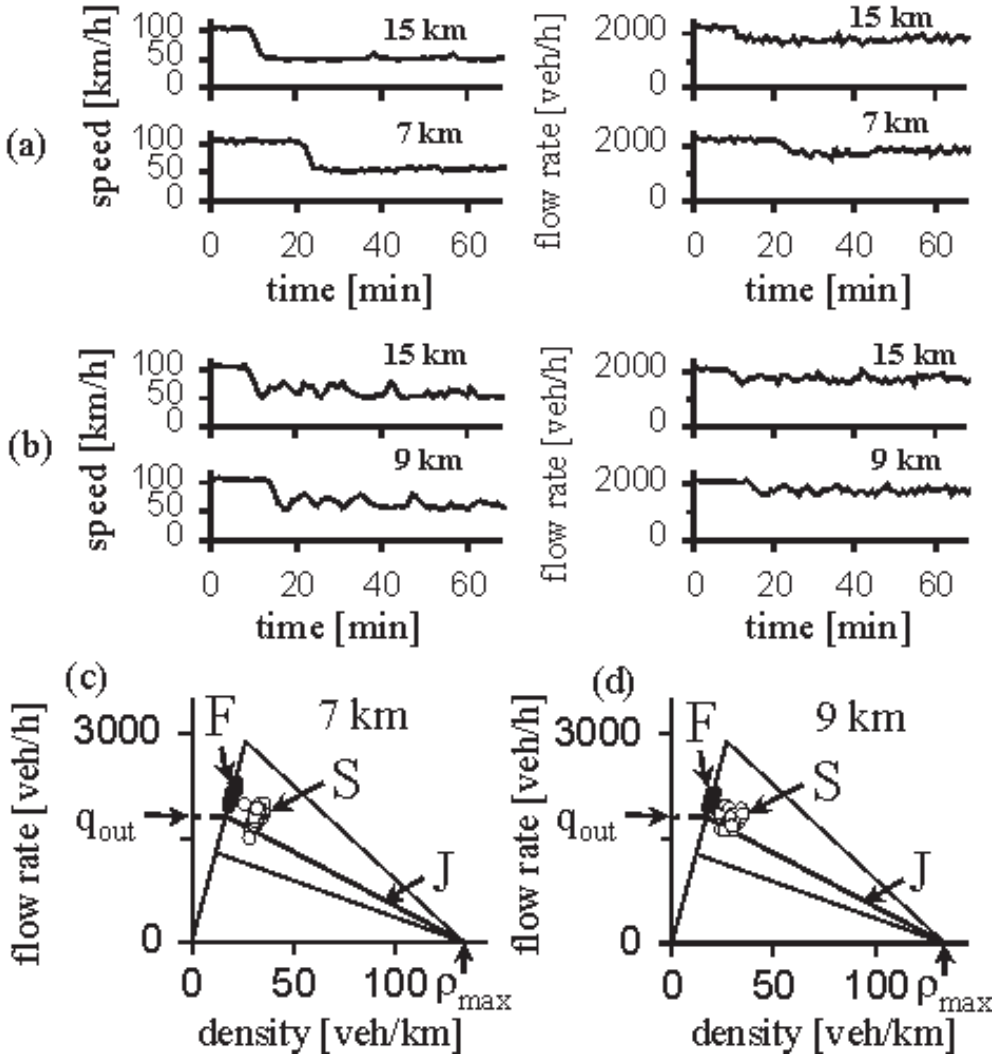 (a)
speed [km/h]
100
50
0
15 km
100
50
0
7 km
0 20 40 60
time [min]
flow rate [veh/h]
2000
0
15 km
2000
0
7 km
0 20 40 60
time [min]
(b)
speed [km/h]
100
50
0
15 km
100
50
0
9 km
0 20 40 60
time [min]
flow rate [veh/h]
2000
0
15 km
2000
0
9 km
0 20 40 60
time [min]
(c)
flow rate [veh/h]
3000
F
7 km
S
q_out
J
0
0 50 100 ρ_max
density [veh/km]
(d)
flow rate [veh/h]
3000
F
9 km
S
q_out
J
0
0 50 100 ρ_max
density [veh/km]